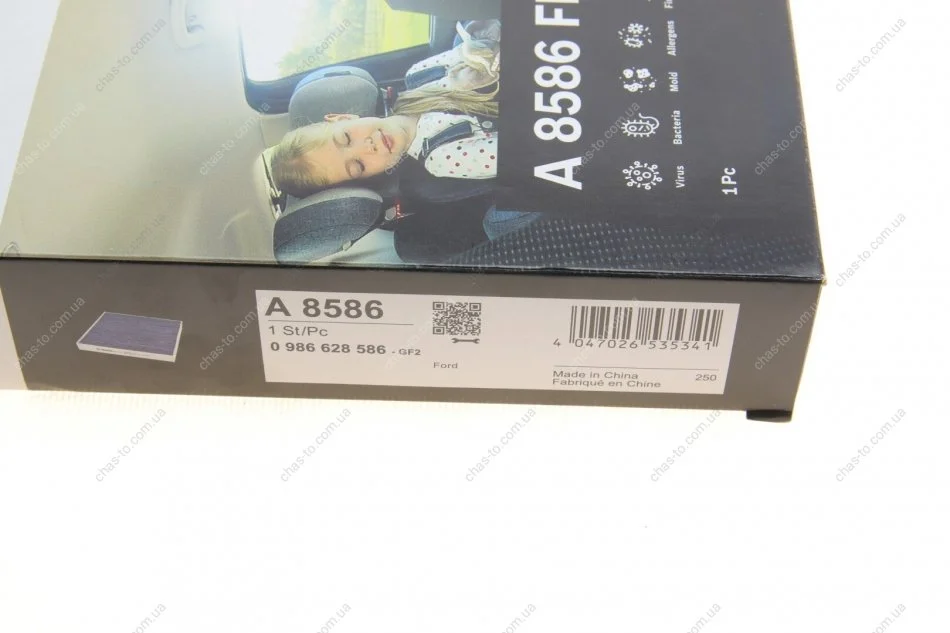 A 8586
Virus
Bacteria
Mold
Allergens
1 Pc
A 8586
1 St/Pc
0 986 628 586 - GF2
Ford
4 047026 535341
Made in China
Fabriqué en Chine
250
chas-to.com.ua